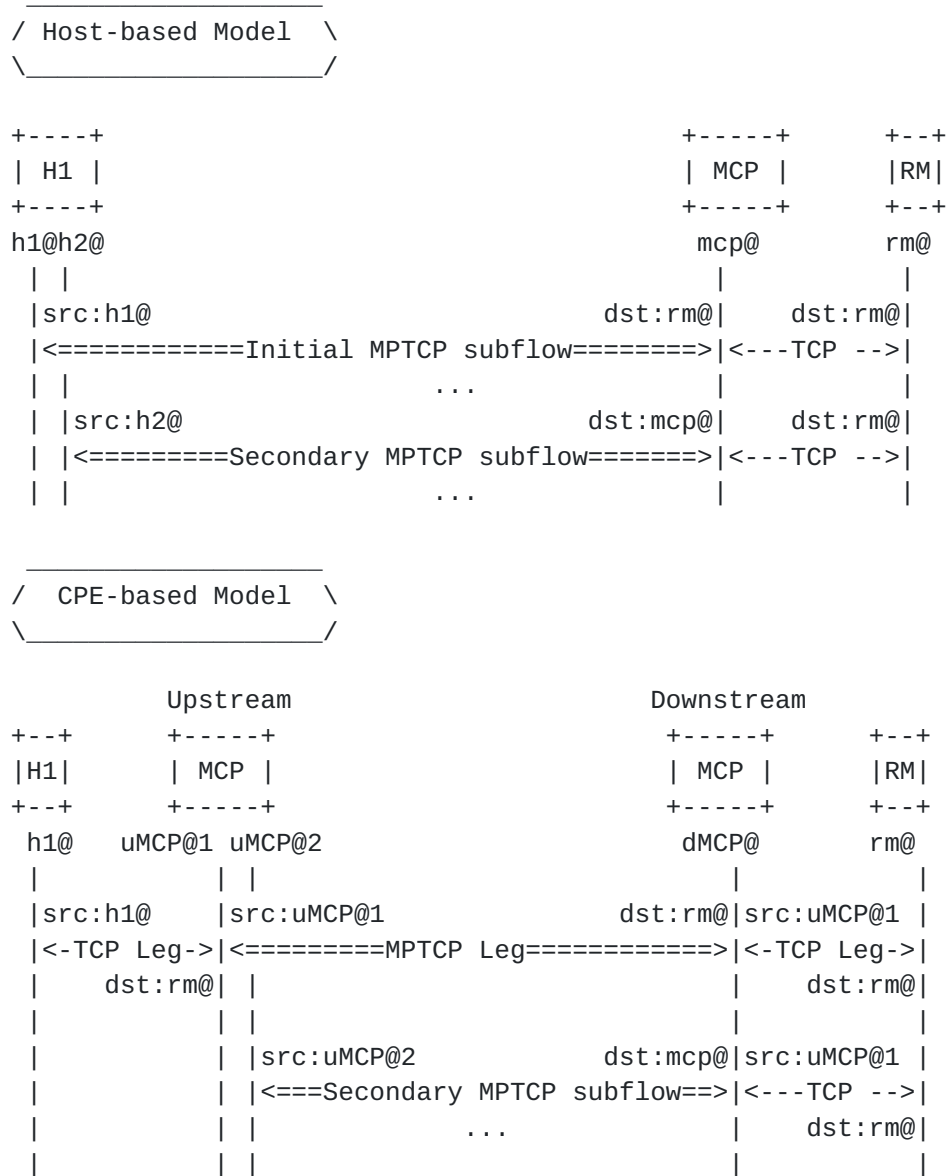 ___________________
/ Host-based Model  \
\___________________/

+----+                                     +-----+      +--+
| H1 |                                     | MCP |      |RM|
+----+                                     +-----+      +--+
h1@h2@                                      mcp@        rm@
 | |                                         |           |
 |src:h1@                             dst:rm@|    dst:rm@|
 |<============Initial MPTCP subflow========>|<---TCP -->|
 | |                       ...               |           |
 | |src:h2@                          dst:mcp@|    dst:rm@|
 | |<=========Secondary MPTCP subflow=======>|<---TCP -->|
 | |                       ...               |           |

 ___________________
/  CPE-based Model  \
\___________________/

          Upstream                       Downstream
+--+      +-----+                         +-----+      +--+
|H1|      | MCP |                         | MCP |      |RM|
+--+      +-----+                         +-----+      +--+
 h1@   uMCP@1 uMCP@2                       dMCP@       rm@
 |           | |                              |           |
 |src:h1@    |src:uMCP@1               dst:rm@|src:uMCP@1 |
 |<-TCP Leg->|<=========MPTCP Leg============>|<-TCP Leg->|
 |    dst:rm@| |                              |    dst:rm@|
 |           | |                              |           |
 |           | |src:uMCP@2            dst:mcp@|src:uMCP@1 |
 |           | |<===Secondary MPTCP subflow==>|<---TCP -->|
 |           | |             ...              |    dst:rm@|
 |           | |                              |           |